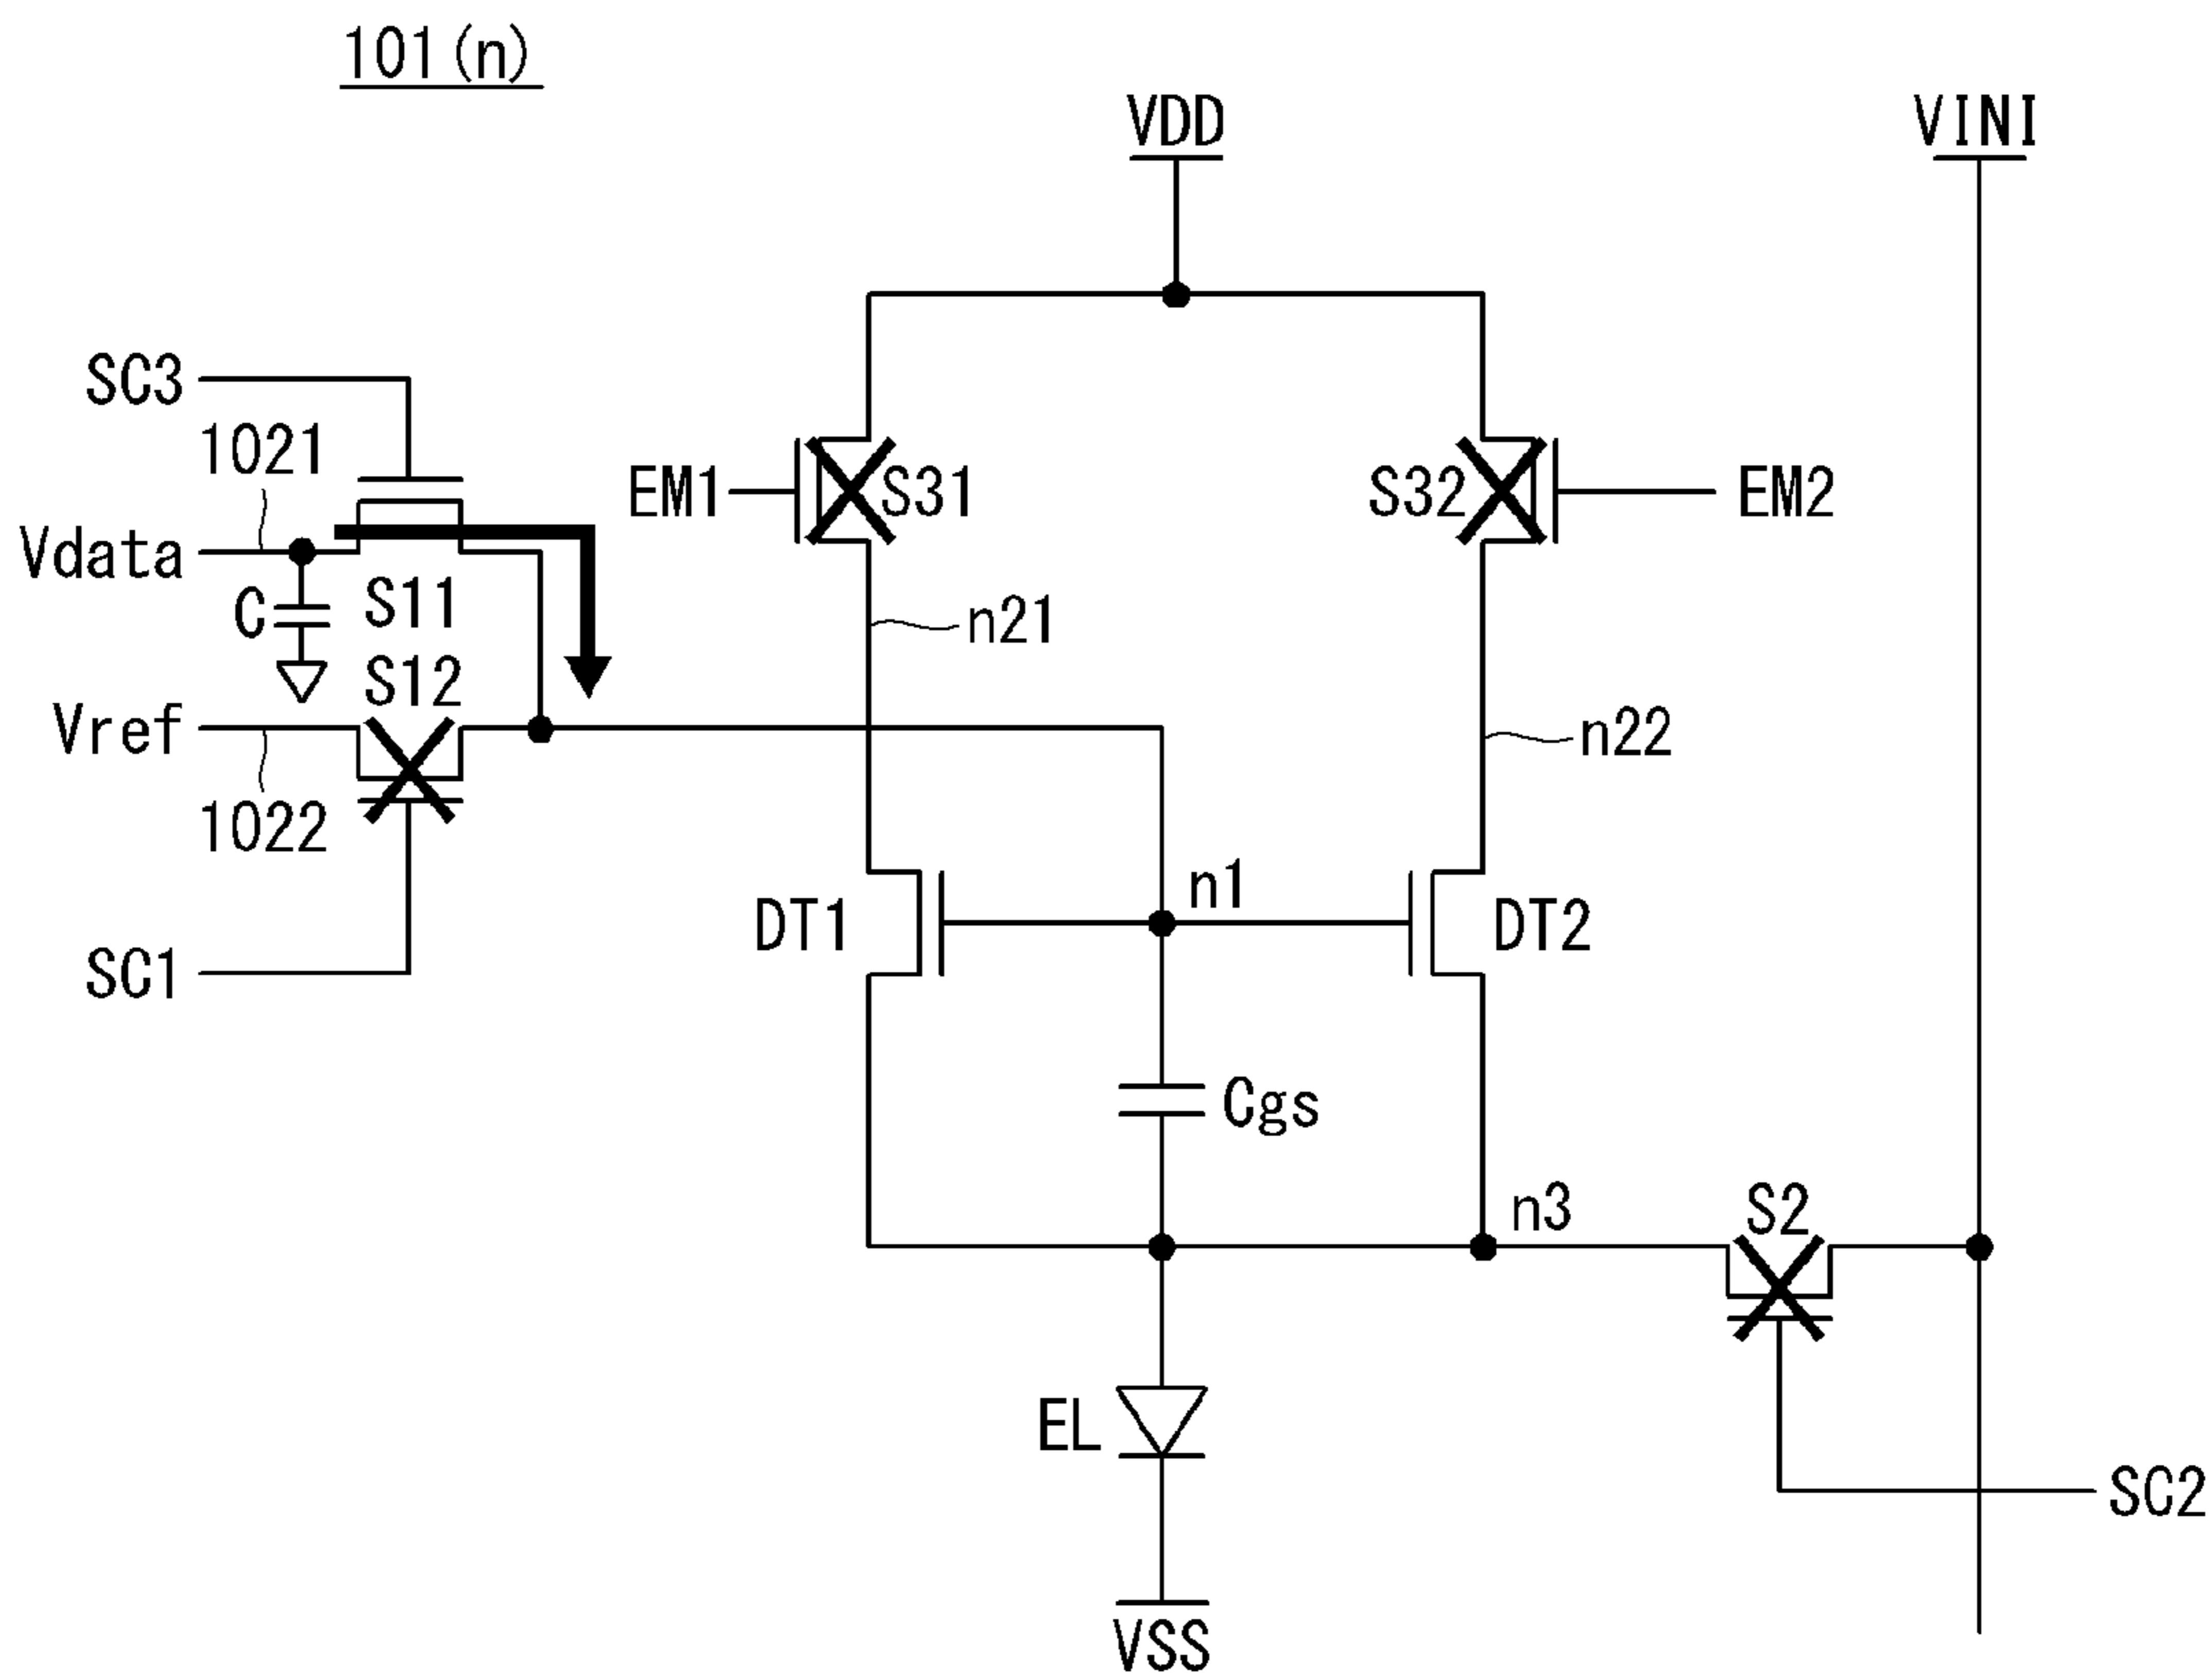 101(n)
VDD
VINI
SC3
1021
EM1
S31
S32
EM2
Vdata
C
S11
n21
S12
Vref
n22
1022
n1
DT1
DT2
SC1
Cgs
n3
S2
EL
SC2
VSS